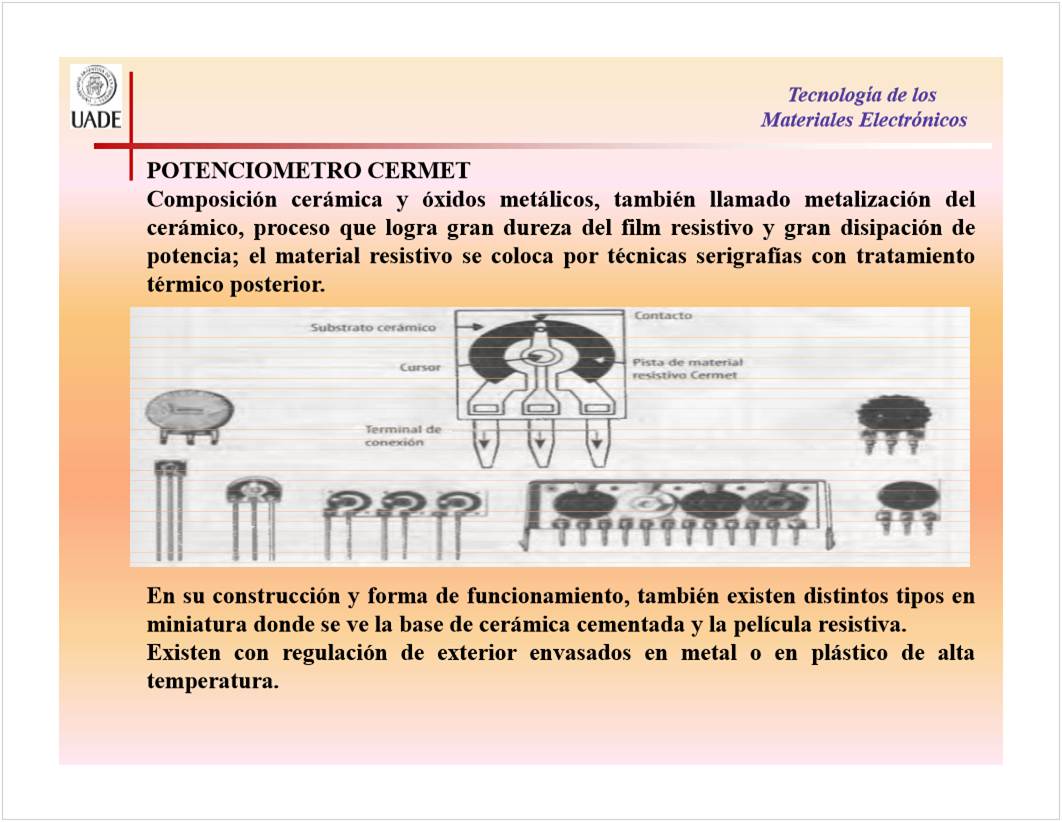 UADE
Tecnología de los
Materiales Electrónicos
POTENCIOMETRO CERMET
Composición cerámica y óxidos metálicos, también llamado metalización del
cerámico, proceso que logra gran dureza del film resistivo y gran disipación de
potencia; el material resistivo se coloca por técnicas serigrafías con tratamiento
térmico posterior.
Contacto
Substrato cerámico
Cursor
Pista de material
resistivo Cermet
Terminal de
conexión
En su construcción y forma de funcionamiento, también existen distintos tipos en
miniatura donde se ve la base de cerámica cementada y la película resistiva.
Existen con regulación de exterior envasados en metal o en plástico de alta
temperatura.